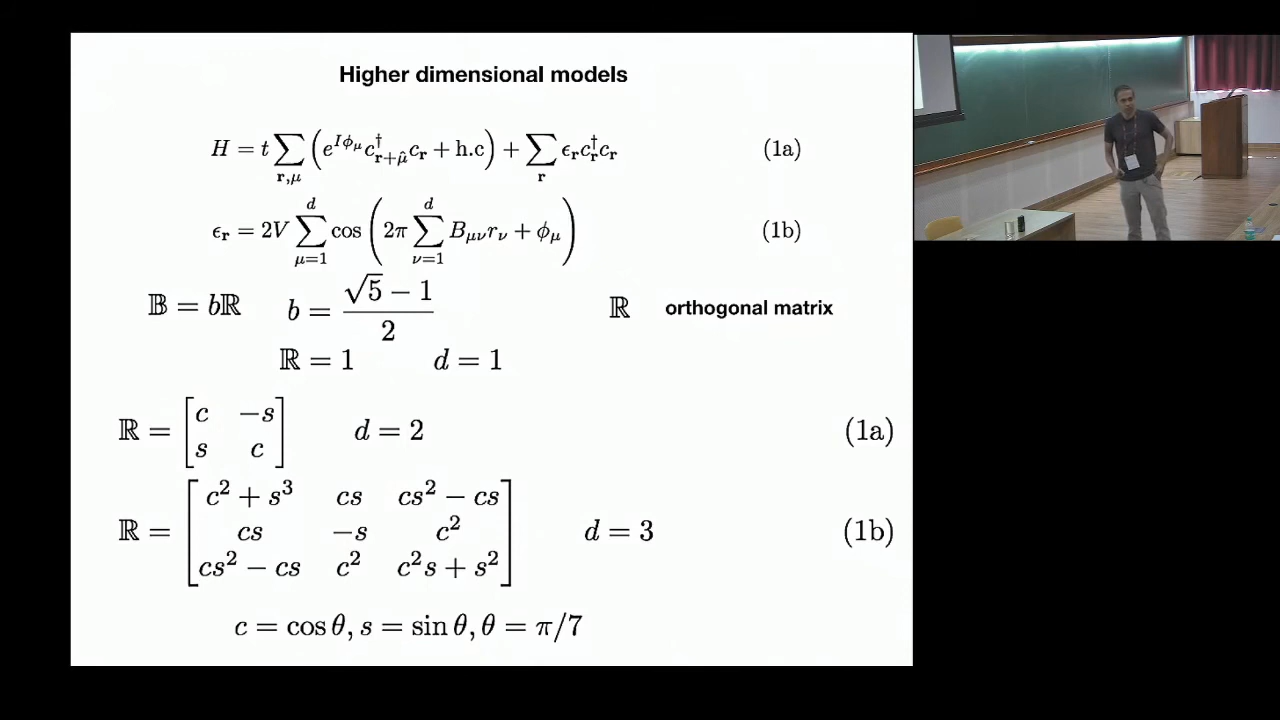 Higher dimensional models
H = t ∑_{r,μ} (e^{Iϕ_μ} c†_{r+μ̂} c_r + h.c) + ∑_r ϵ_r c†_r c_r (1a)
ϵ_r = 2V ∑_{μ=1}^{d} cos (2π ∑_{ν=1}^{d} B_{μν} r_ν + ϕ_μ) (1b)
𝔹 = bℝ b = (√5 − 1)/2 ℝ orthogonal matrix
ℝ = 1 d = 1
ℝ = [c −s; s c] d = 2 (1a)
ℝ = [c² + s³ cs cs² − cs; cs −s c²; cs² − cs c² c²s + s²] d = 3 (1b)
c = cos θ, s = sin θ, θ = π/7